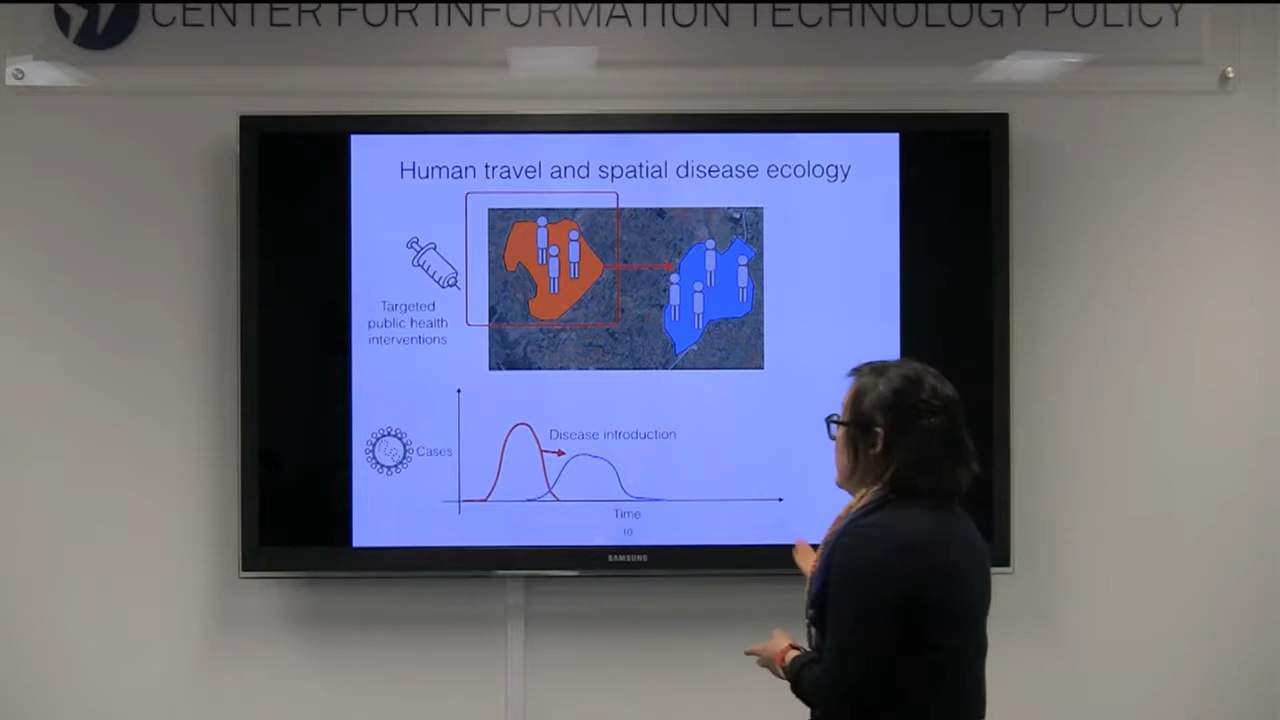 CENTER FOR INFORMATION TECHNOLOGY POLICY
Human travel and spatial disease ecology
Targeted
public health
interventions
Disease introduction
Cases
Time
10
SAMSUNG